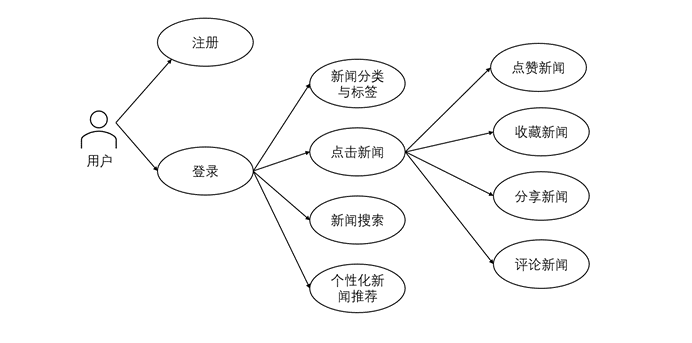 注册
用户
登录
新闻分类
与标签
点击新闻
新闻搜索
个性化新
闻推荐
点赞新闻
收藏新闻
分享新闻
评论新闻